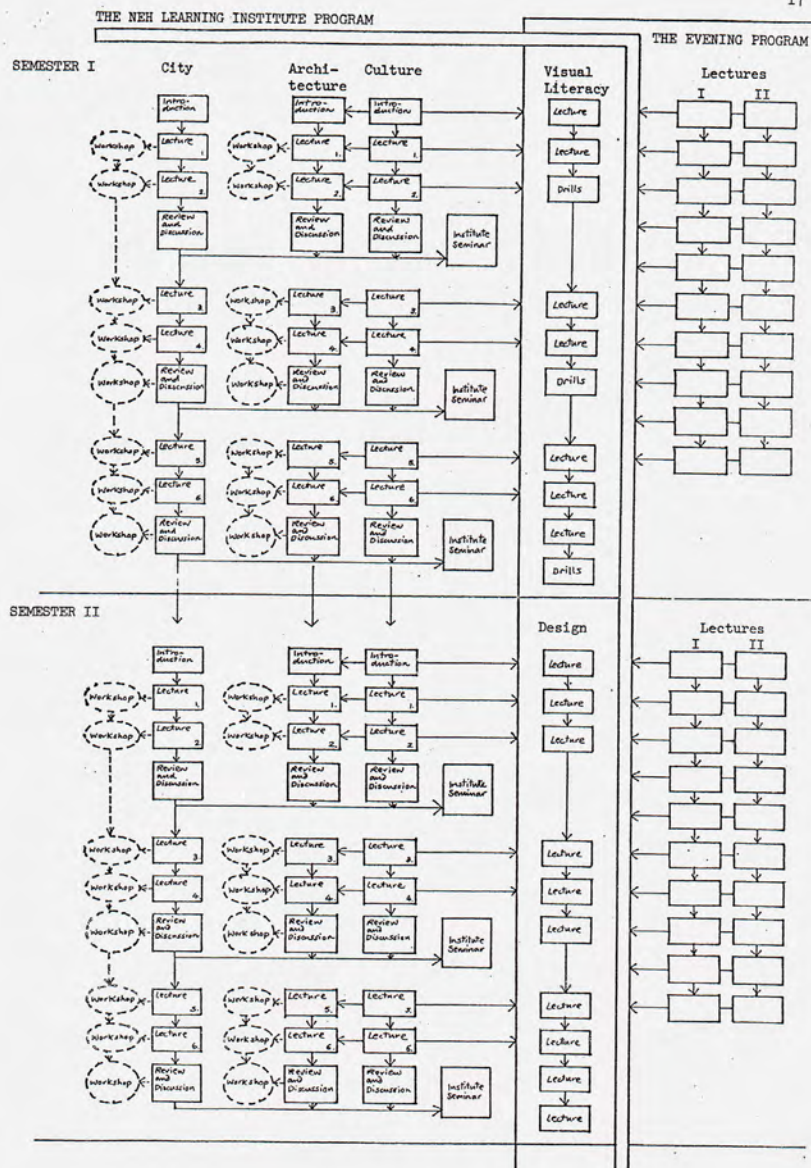 THE NEH LEARNING INSTITUTE PROGRAM
THE EVENING PROGRAM
SEMESTER I
City
Archi-
tecture
Culture
Visual
Literacy
Lectures
I II
Intro-
duction
Intro-
duction
Intro-
duction
Lecture
Workshop
Lecture
1.
Workshop
Lecture
1.
Lecture
1.
Lecture
Workshop
Lecture
2.
Workshop
Lecture
2.
Lecture
2.
Drills
Review
and
Discussion
Review
and
Discussion
Review
and
Discussion
Institute
Seminar
Workshop
Lecture
3.
Workshop
Lecture
3.
Lecture
3.
Lecture
Workshop
Lecture
4.
Workshop
Lecture
4.
Lecture
4.
Lecture
Workshop
Review
and
Discussion
Workshop
Review
and
Discussion
Review
and
Discussion
Drills
Institute
Seminar
Workshop
Lecture
5.
Workshop
Lecture
5.
Lecture
5.
Lecture
Workshop
Lecture
6
Workshop
Lecture
6
Lecture
6
Lecture
Workshop
Review
and
Discussion
Workshop
Review
and
Discussion
Review
and
Discussion
Lecture
Institute
Seminar
Drills
SEMESTER II
Design
Lectures
I II
Intro-
duction
Intro-
duction
Intro-
duction
Lecture
Workshop
Lecture
1.
Workshop
Lecture
1.
Lecture
1.
Lecture
Workshop
Lecture
2
Workshop
Lecture
2.
Lecture
2
Lecture
Review
and
Discussion
Review
and
Discussion
Review
and
Discussion
Institute
Seminar
Workshop
Lecture
3.
Workshop
Lecture
3.
Lecture
3.
Lecture
Workshop
Lecture
4.
Workshop
Lecture
4.
Lecture
4.
Lecture
Workshop
Review
and
Discussion
Workshop
Review
and
Discussion
Review
and
Discussion
Lecture
Institute
Seminar
Workshop
Lecture
5.
Workshop
Lecture
5.
Lecture
5.
Lecture
Workshop
Lecture
6.
Workshop
Lecture
6.
Lecture
6.
Lecture
Workshop
Review
and
Discussion
Workshop
Review
and
Discussion
Review
and
Discussion
Lecture
Institute
Seminar
Lecture